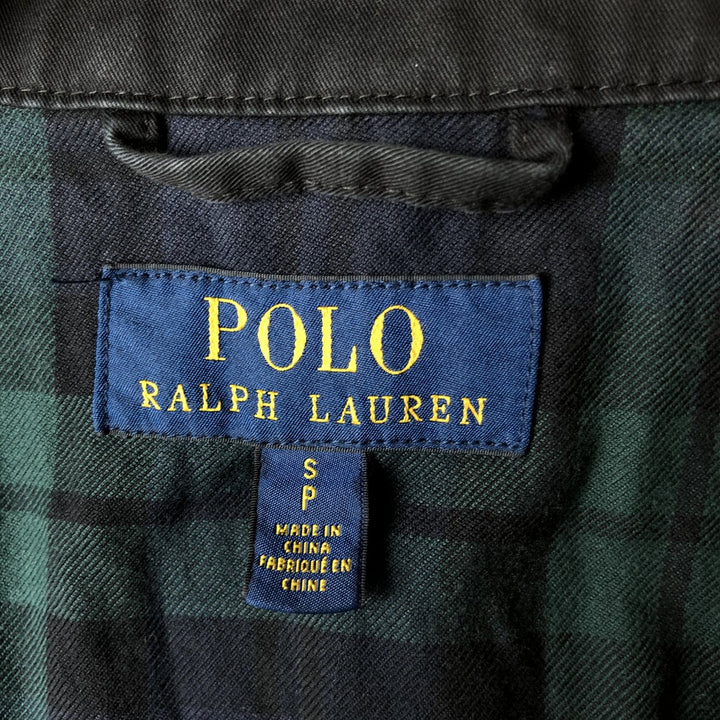 POLO
RALPH LAUREN
S
P
MADE IN
CHINA
FABRIQUÉ EN
CHINE